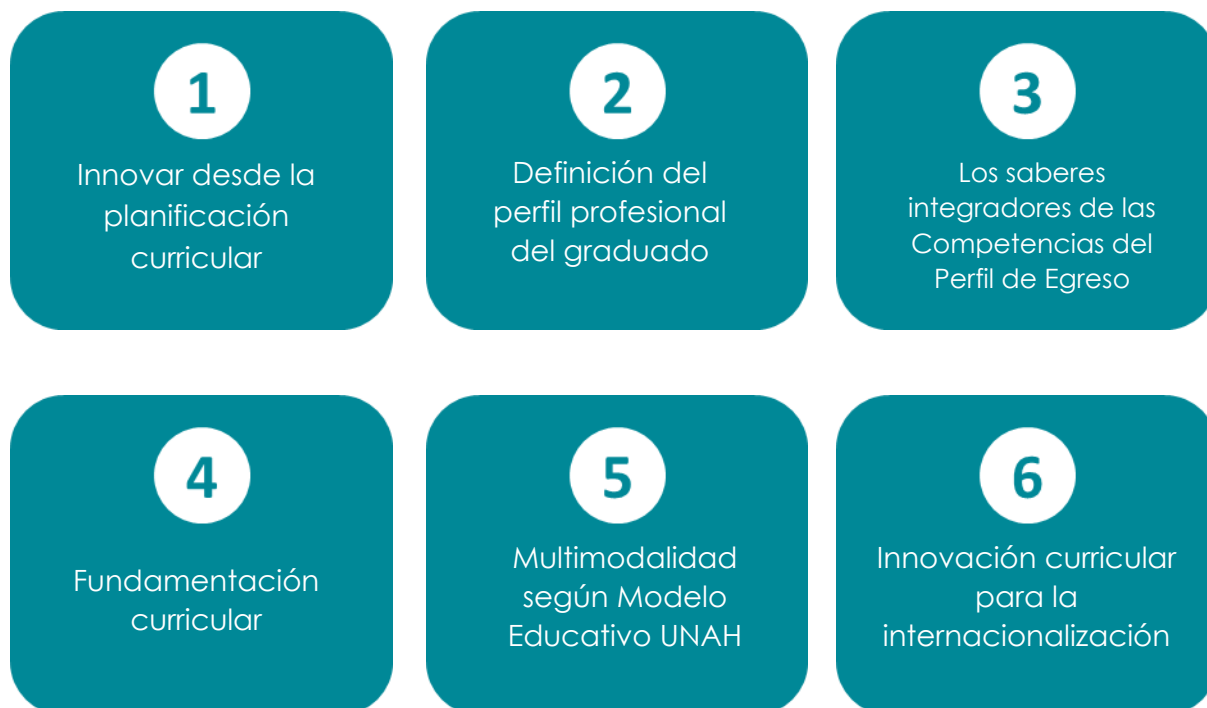 1
Innovar desde la
planificación
curricular
2
Definición del
perfil profesional
del graduado
3
Los saberes
integradores de las
Competencias del
Perfil de Egreso
4
Fundamentación
curricular
5
Multimodalidad
según Modelo
Educativo UNAH
6
Innovación curricular
para la
internacionalización